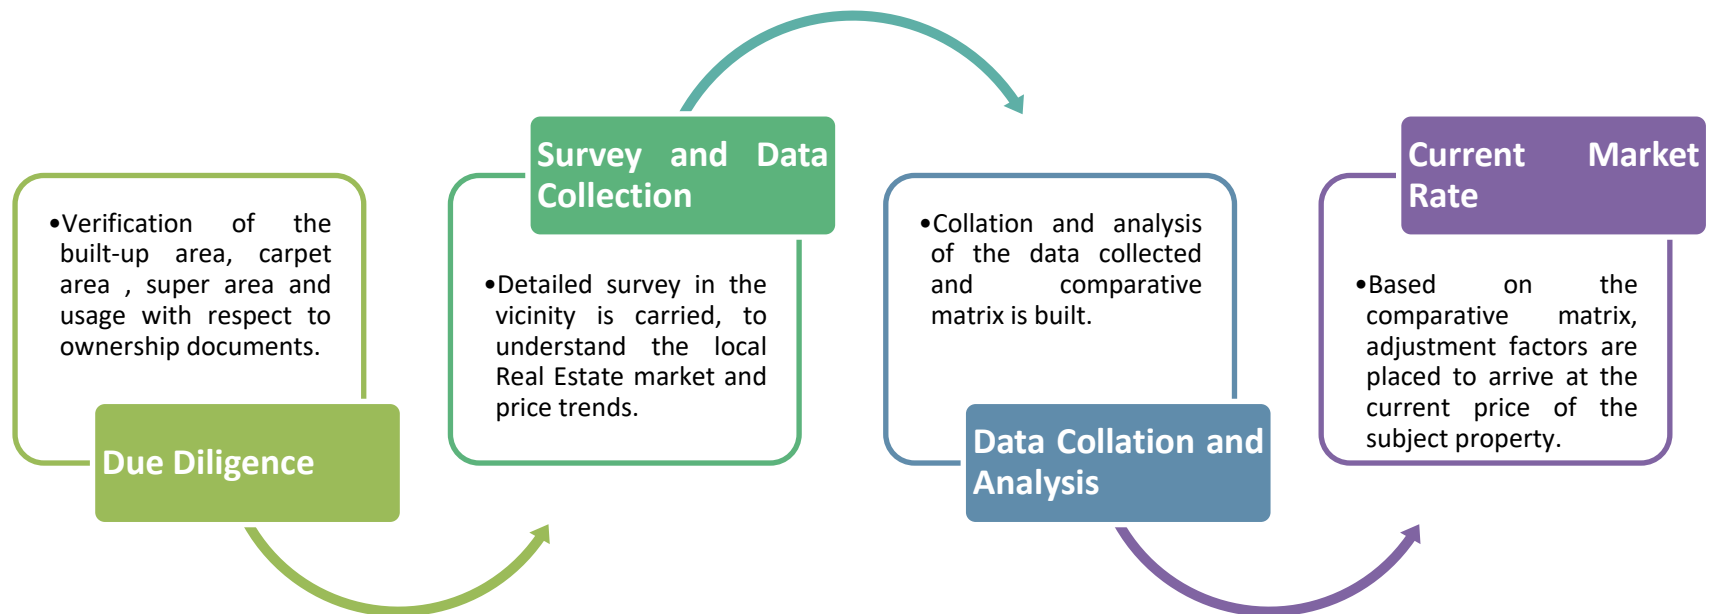 •Verification of the
built-up area, carpet
area , super area and
usage with respect to
ownership documents.
Due Diligence
Survey and Data
Collection
•Detailed survey in the
vicinity is carried, to
understand the local
Real Estate market and
price trends.
•Collation and analysis
of the data collected
and comparative
matrix is built.
Data Collation and
Analysis
Current Market
Rate
•Based on the
comparative matrix,
adjustment factors are
placed to arrive at the
current price of the
subject property.